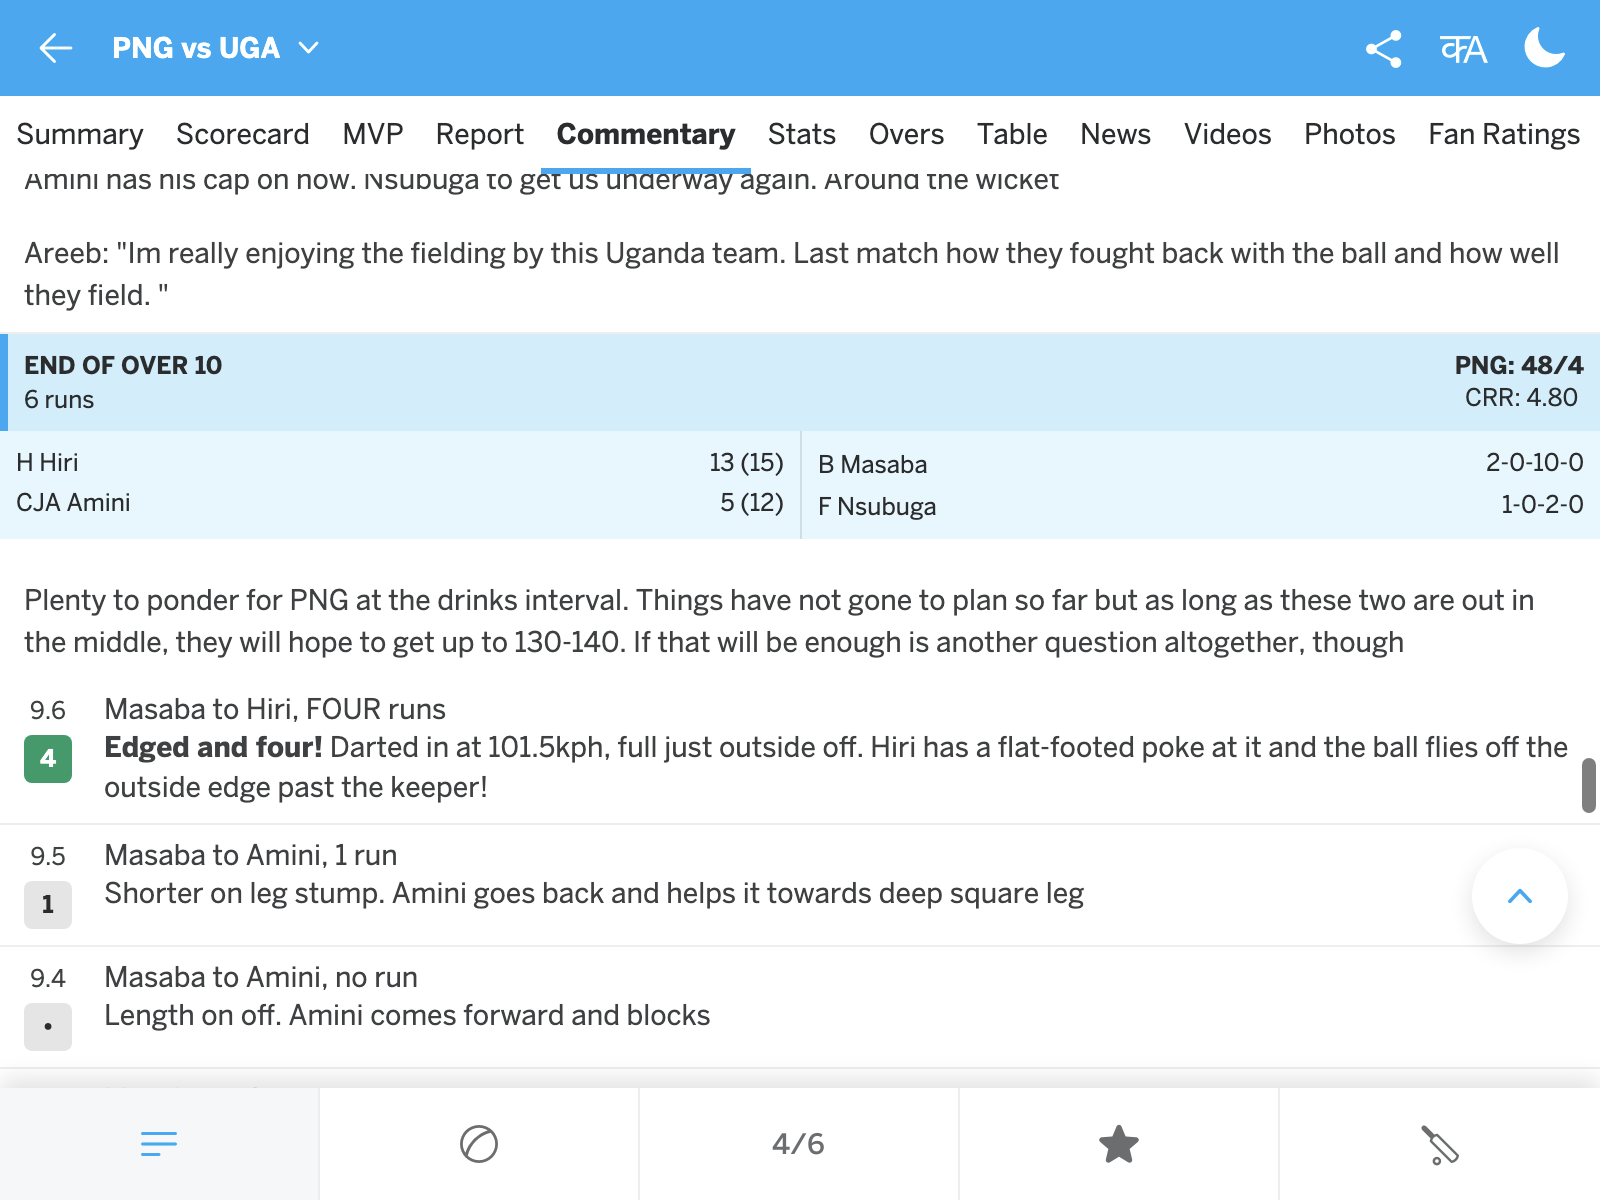 PNG vs UGA
क A
Summary Scorecard MVP Report Commentary Stats Overs Table News Videos Photos Fan Ratings
Amini has his cap on now. Nsubuga to get us underway again. Around the wicket
Areeb: "Im really enjoying the fielding by this Uganda team. Last match how they fought back with the ball and how well
they field. "
END OF OVER 10 PNG: 48/4
6 runs CRR: 4.80
H Hiri 13 (15) B Masaba 2-0-10-0
CJA Amini 5 (12) F Nsubuga 1-0-2-0
Plenty to ponder for PNG at the drinks interval. Things have not gone to plan so far but as long as these two are out in
the middle, they will hope to get up to 130-140. If that will be enough is another question altogether, though
9.6 Masaba to Hiri, FOUR runs
4 Edged and four! Darted in at 101.5kph, full just outside off. Hiri has a flat-footed poke at it and the ball flies off the
outside edge past the keeper!
9.5 Masaba to Amini, 1 run
1 Shorter on leg stump. Amini goes back and helps it towards deep square leg
9.4 Masaba to Amini, no run
• Length on off. Amini comes forward and blocks
4/6